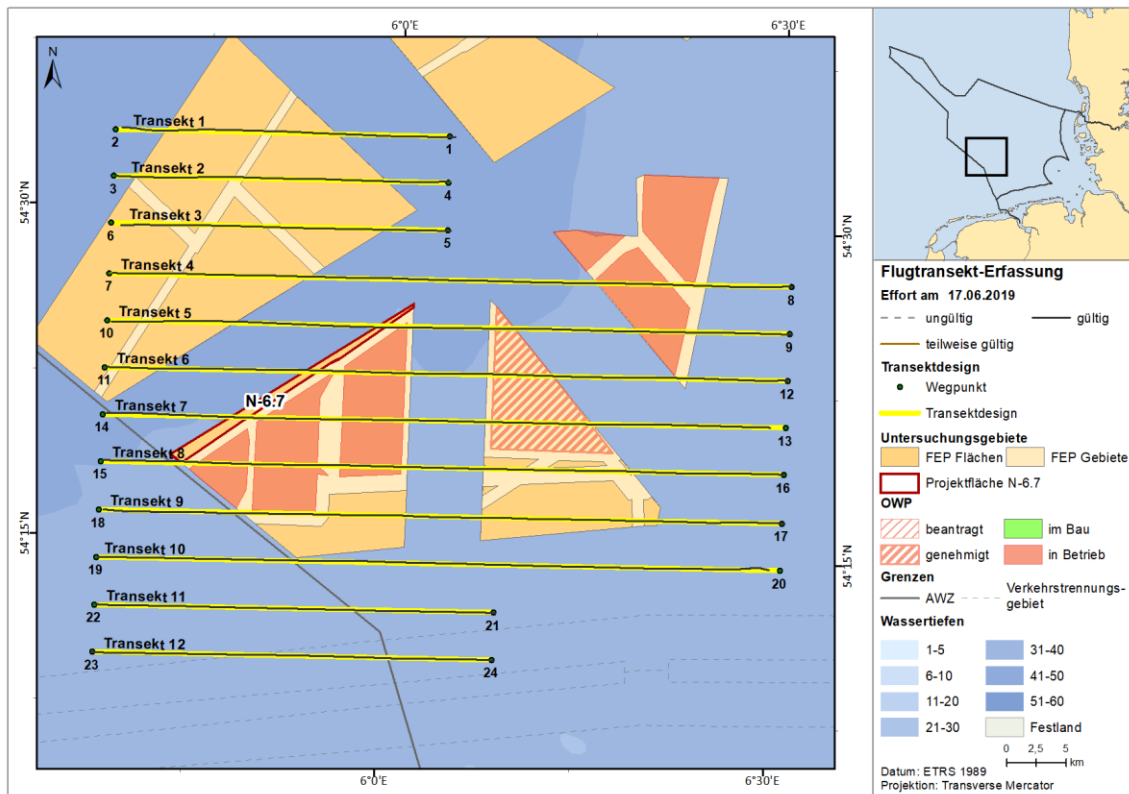 6°0'E
6°30'E
N
54°30'N
54°15'N
54°30'N
54°15'N
6°0'E
6°30'E
Transekt 1
2
1
Transekt 2
3
4
Transekt 3
6
5
Transekt 4
7
8
Transekt 5
10
9
Transekt 6
11
12
N-6.7
Transekt 7
14
13
Transekt 8
15
16
Transekt 9
18
17
Transekt 10
19
20
Transekt 11
22
21
Transekt 12
23
24
Flugtransekt-Erfassung
Effort am 17.06.2019
ungültig
gültig
teilweise gültig
Transektdesign
Wegpunkt
Transektdesign
Untersuchungsgebiete
FEP Flächen
FEP Gebiete
Projektfläche N-6.7
OWP
beantragt
im Bau
genehmigt
in Betrieb
Grenzen
AWZ
Verkehrstrennungs-
gebiet
Wassertiefen
1-5
31-40
6-10
41-50
11-20
51-60
21-30
Festland
0 2,5 5
km
Datum: ETRS 1989
Projektion: Transverse Mercator